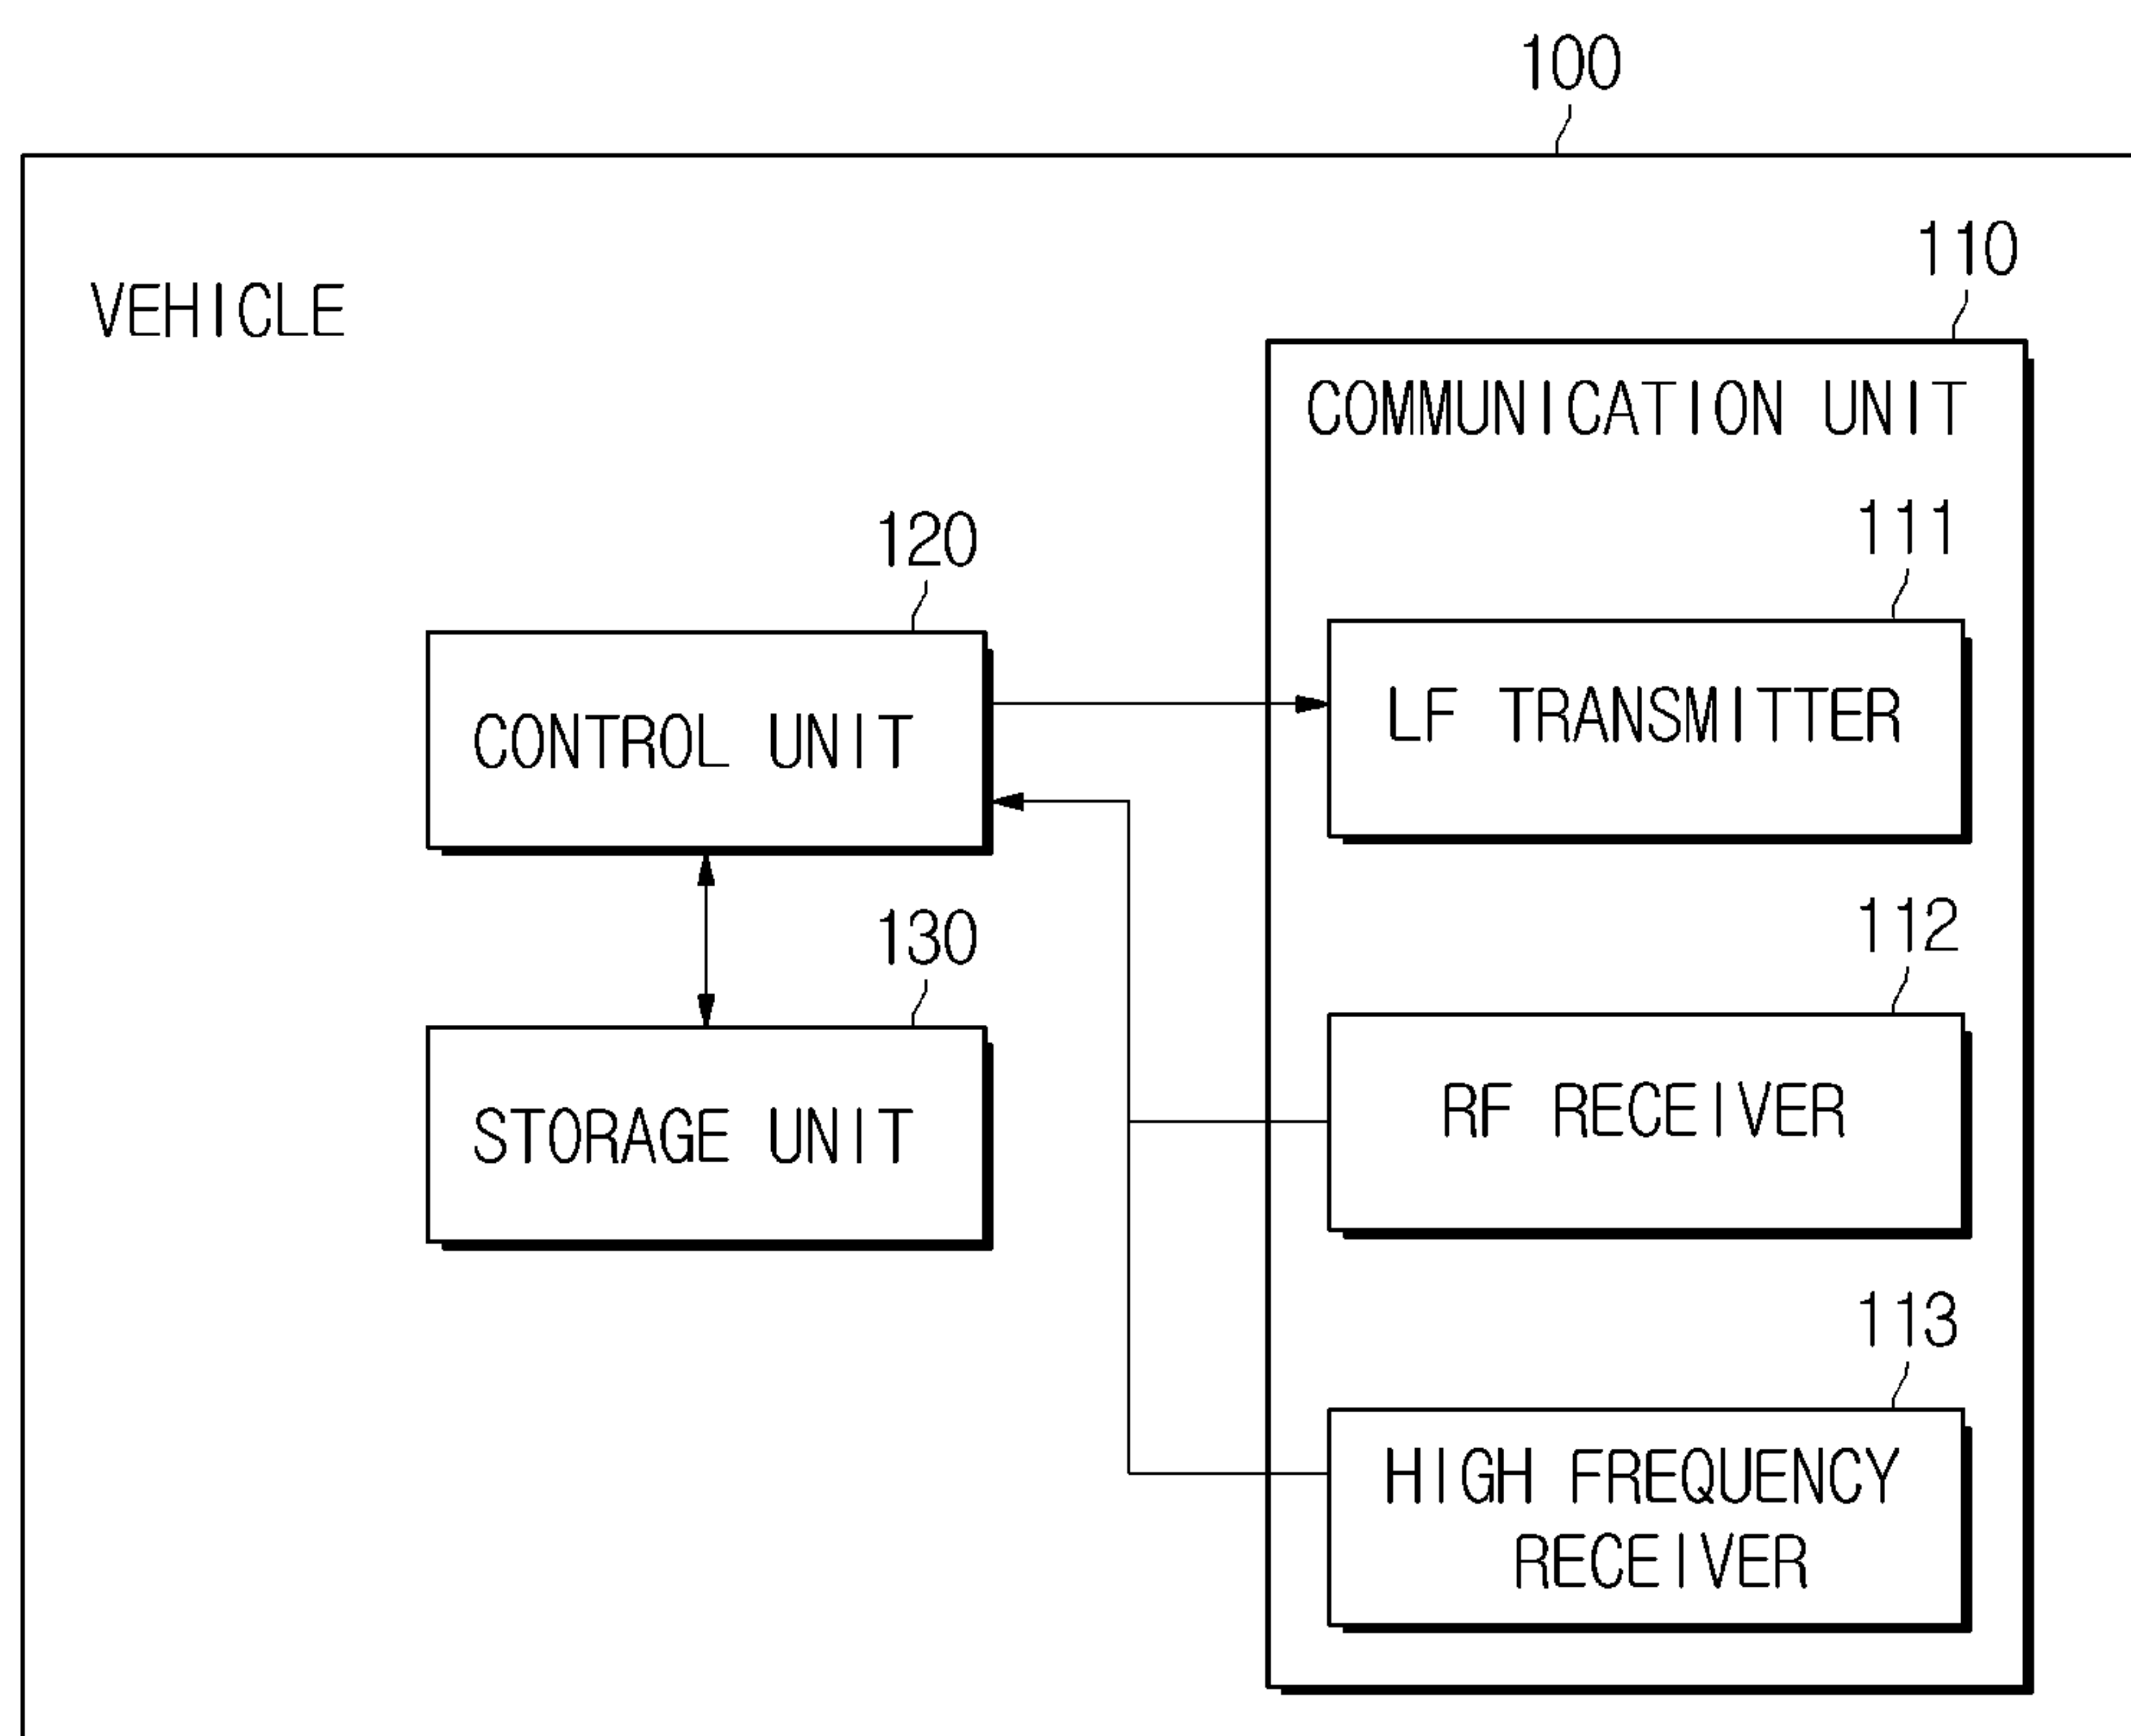 100
110
VEHICLE
COMMUNICATION UNIT
111
120
LF TRANSMITTER
CONTROL UNIT
112
130
RF RECEIVER
STORAGE UNIT
113
HIGH FREQUENCY
RECEIVER